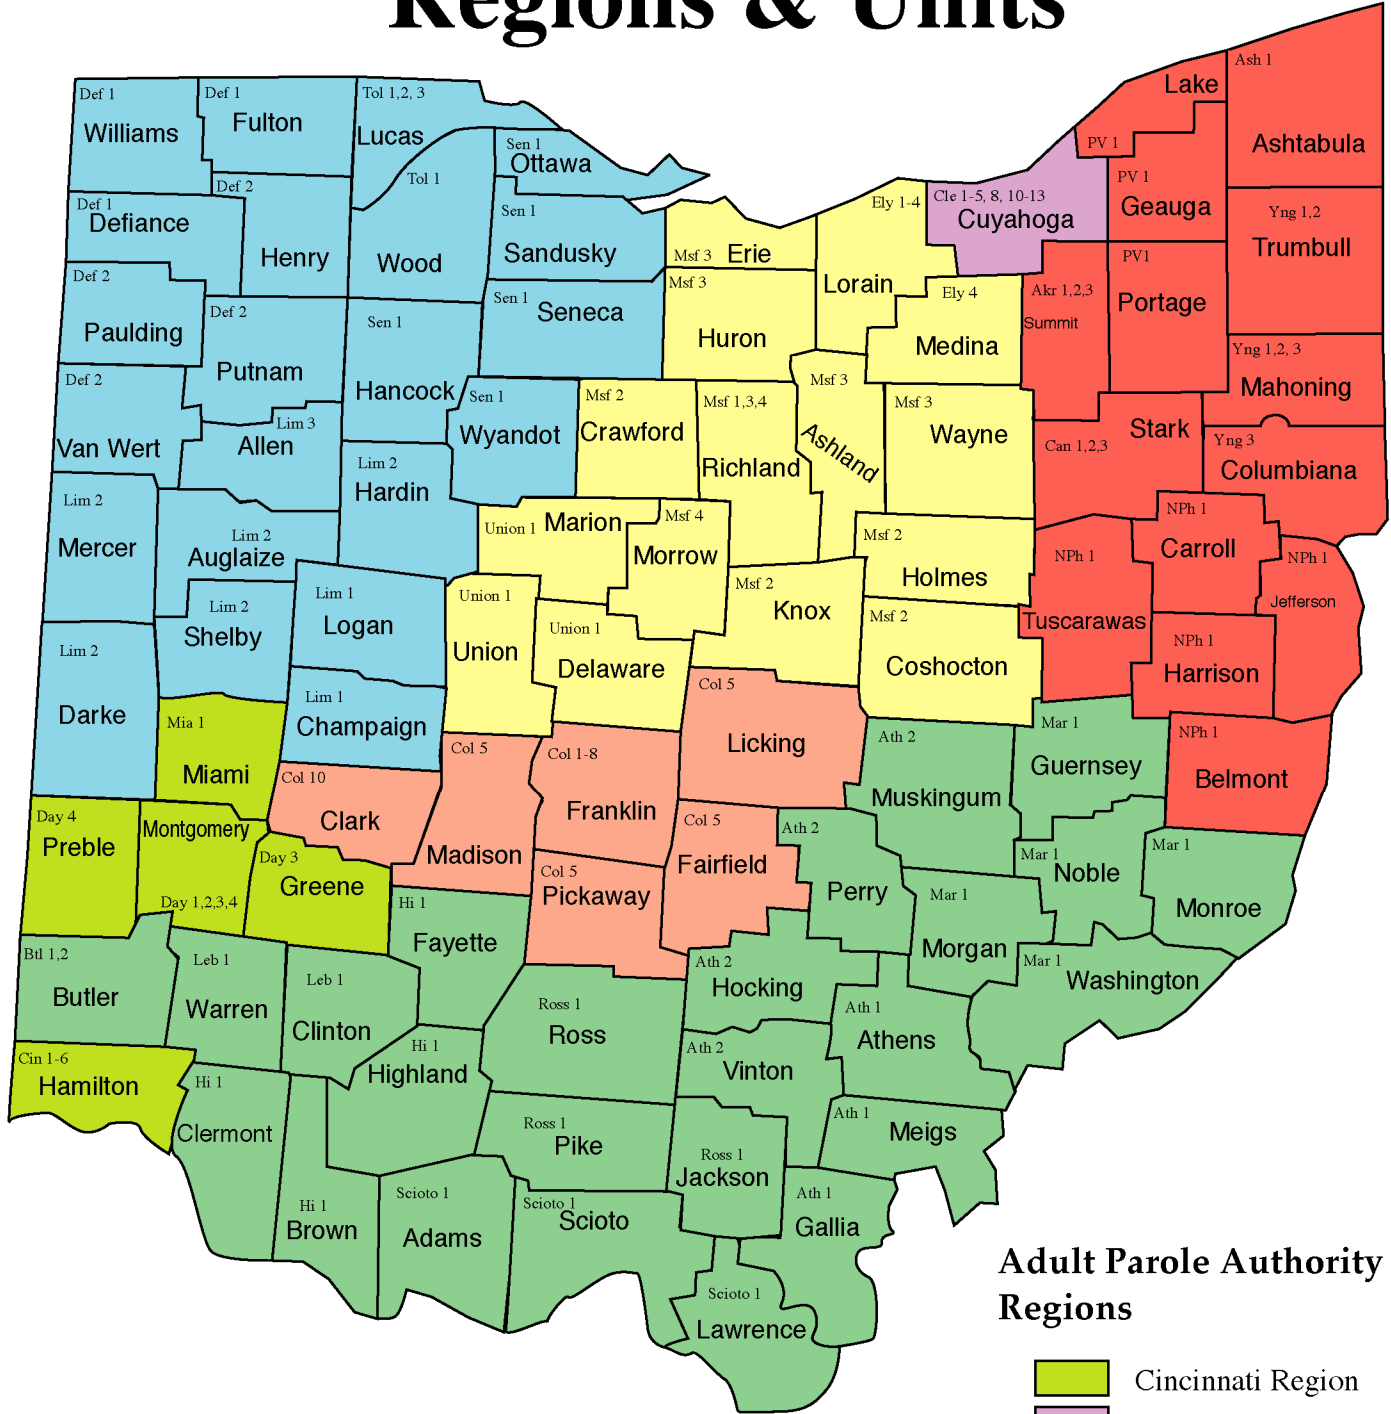 Regions & Units
Def 1
Williams
Def 1
Fulton
Tol 1,2, 3
Lucas
Sen 1
Ottawa
Lake
Ash 1
Ashtabula
PV 1
Def 1
Defiance
Def 2
Henry
Tol 1
Wood
Sen 1
Sandusky
Msf 3
Erie
Ely 1-4
Lorain
Cle 1-5, 8, 10-13
Cuyahoga
PV 1
Geauga
Yng 1,2
Trumbull
Def 2
Paulding
Def 2
Putnam
Sen 1
Hancock
Sen 1
Seneca
Msf 3
Huron
Ely 4
Medina
Akr 1,2,3
Summit
PV1
Portage
Yng 1,2, 3
Mahoning
Def 2
Van Wert
Lim 3
Allen
Sen 1
Wyandot
Msf 2
Crawford
Msf 1,3,4
Richland
Msf 3
Ashland
Msf 3
Wayne
Can 1,2,3
Stark
Yng 3
Columbiana
Lim 2
Mercer
Lim 2
Auglaize
Lim 2
Hardin
Union 1
Marion
Msf 4
Morrow
Msf 2
Holmes
NPh 1
Tuscarawas
NPh 1
Carroll
NPh 1
Jefferson
Lim 2
Darke
Lim 2
Shelby
Lim 1
Logan
Union 1
Union
Union 1
Delaware
Msf 2
Knox
Msf 2
Coshocton
NPh 1
Harrison
Mia 1
Miami
Lim 1
Champaign
Col 5
Madison
Col 1-8
Franklin
Col 5
Licking
Ath 2
Muskingum
Mar 1
Guernsey
NPh 1
Belmont
Day 4
Preble
Montgomery
Day 1,2,3,4
Col 10
Clark
Day 3
Greene
Col 5
Pickaway
Col 5
Fairfield
Ath 2
Perry
Mar 1
Morgan
Mar 1
Noble
Mar 1
Monroe
Btl 1,2
Butler
Leb 1
Warren
Leb 1
Clinton
Hi 1
Fayette
Ross 1
Ross
Ath 2
Hocking
Ath 1
Athens
Mar 1
Washington
Cin 1-6
Hamilton
Hi 1
Clermont
Hi 1
Highland
Ath 2
Vinton
Ross 1
Pike
Ross 1
Jackson
Ath 1
Meigs
Hi 1
Brown
Scioto 1
Adams
Scioto 1
Scioto
Ath 1
Gallia
Scioto 1
Lawrence
Adult Parole Authority
Regions
Cincinnati Region